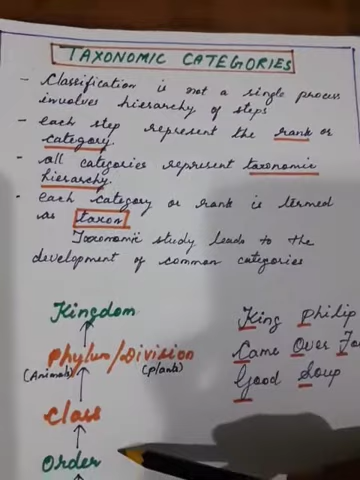 TAXONOMIC CATEGORIES
- Classification is not a single process
involves hierarchy of steps
- each step represent the rank or
category
- all categories represent taxonomic
hierarchy
- each category or rank is termed
as taxon
Taxonomic study leads to the
development of common categories
Kingdom
Phylum/Division
(Animals) (plants)
Class
Order
King Philip
Came Over
Good Soup